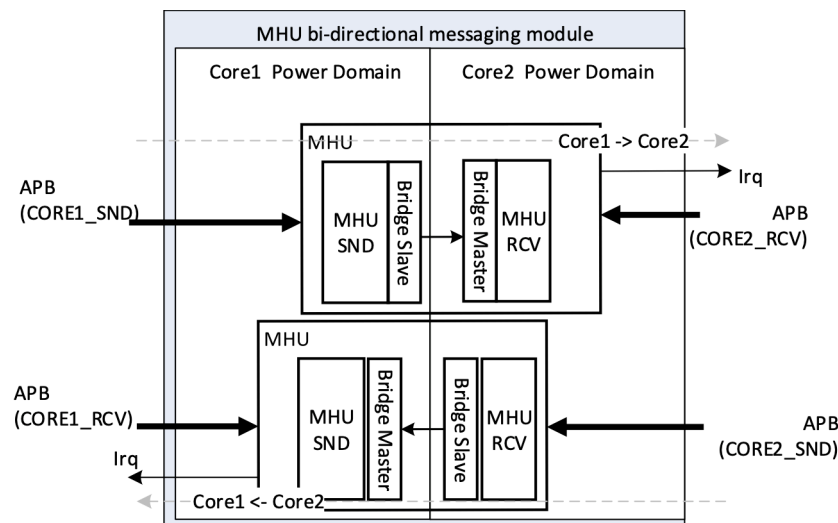 MHU bi-directional messaging module
Core1 Power Domain
Core2 Power Domain
MHU
Core1 -> Core2
Irq
APB
(CORE1_SND)
MHU
SND
Bridge Slave
Bridge Master
MHU
RCV
APB
(CORE2_RCV)
MHU
APB
(CORE1_RCV)
MHU
SND
Bridge Master
Bridge Slave
MHU
RCV
APB
(CORE2_SND)
Irq
Core1 <- Core2